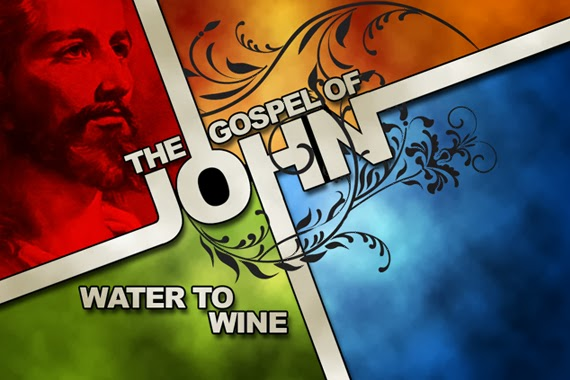 THE GOSPEL OF
JOHN
WATER TO
WINE